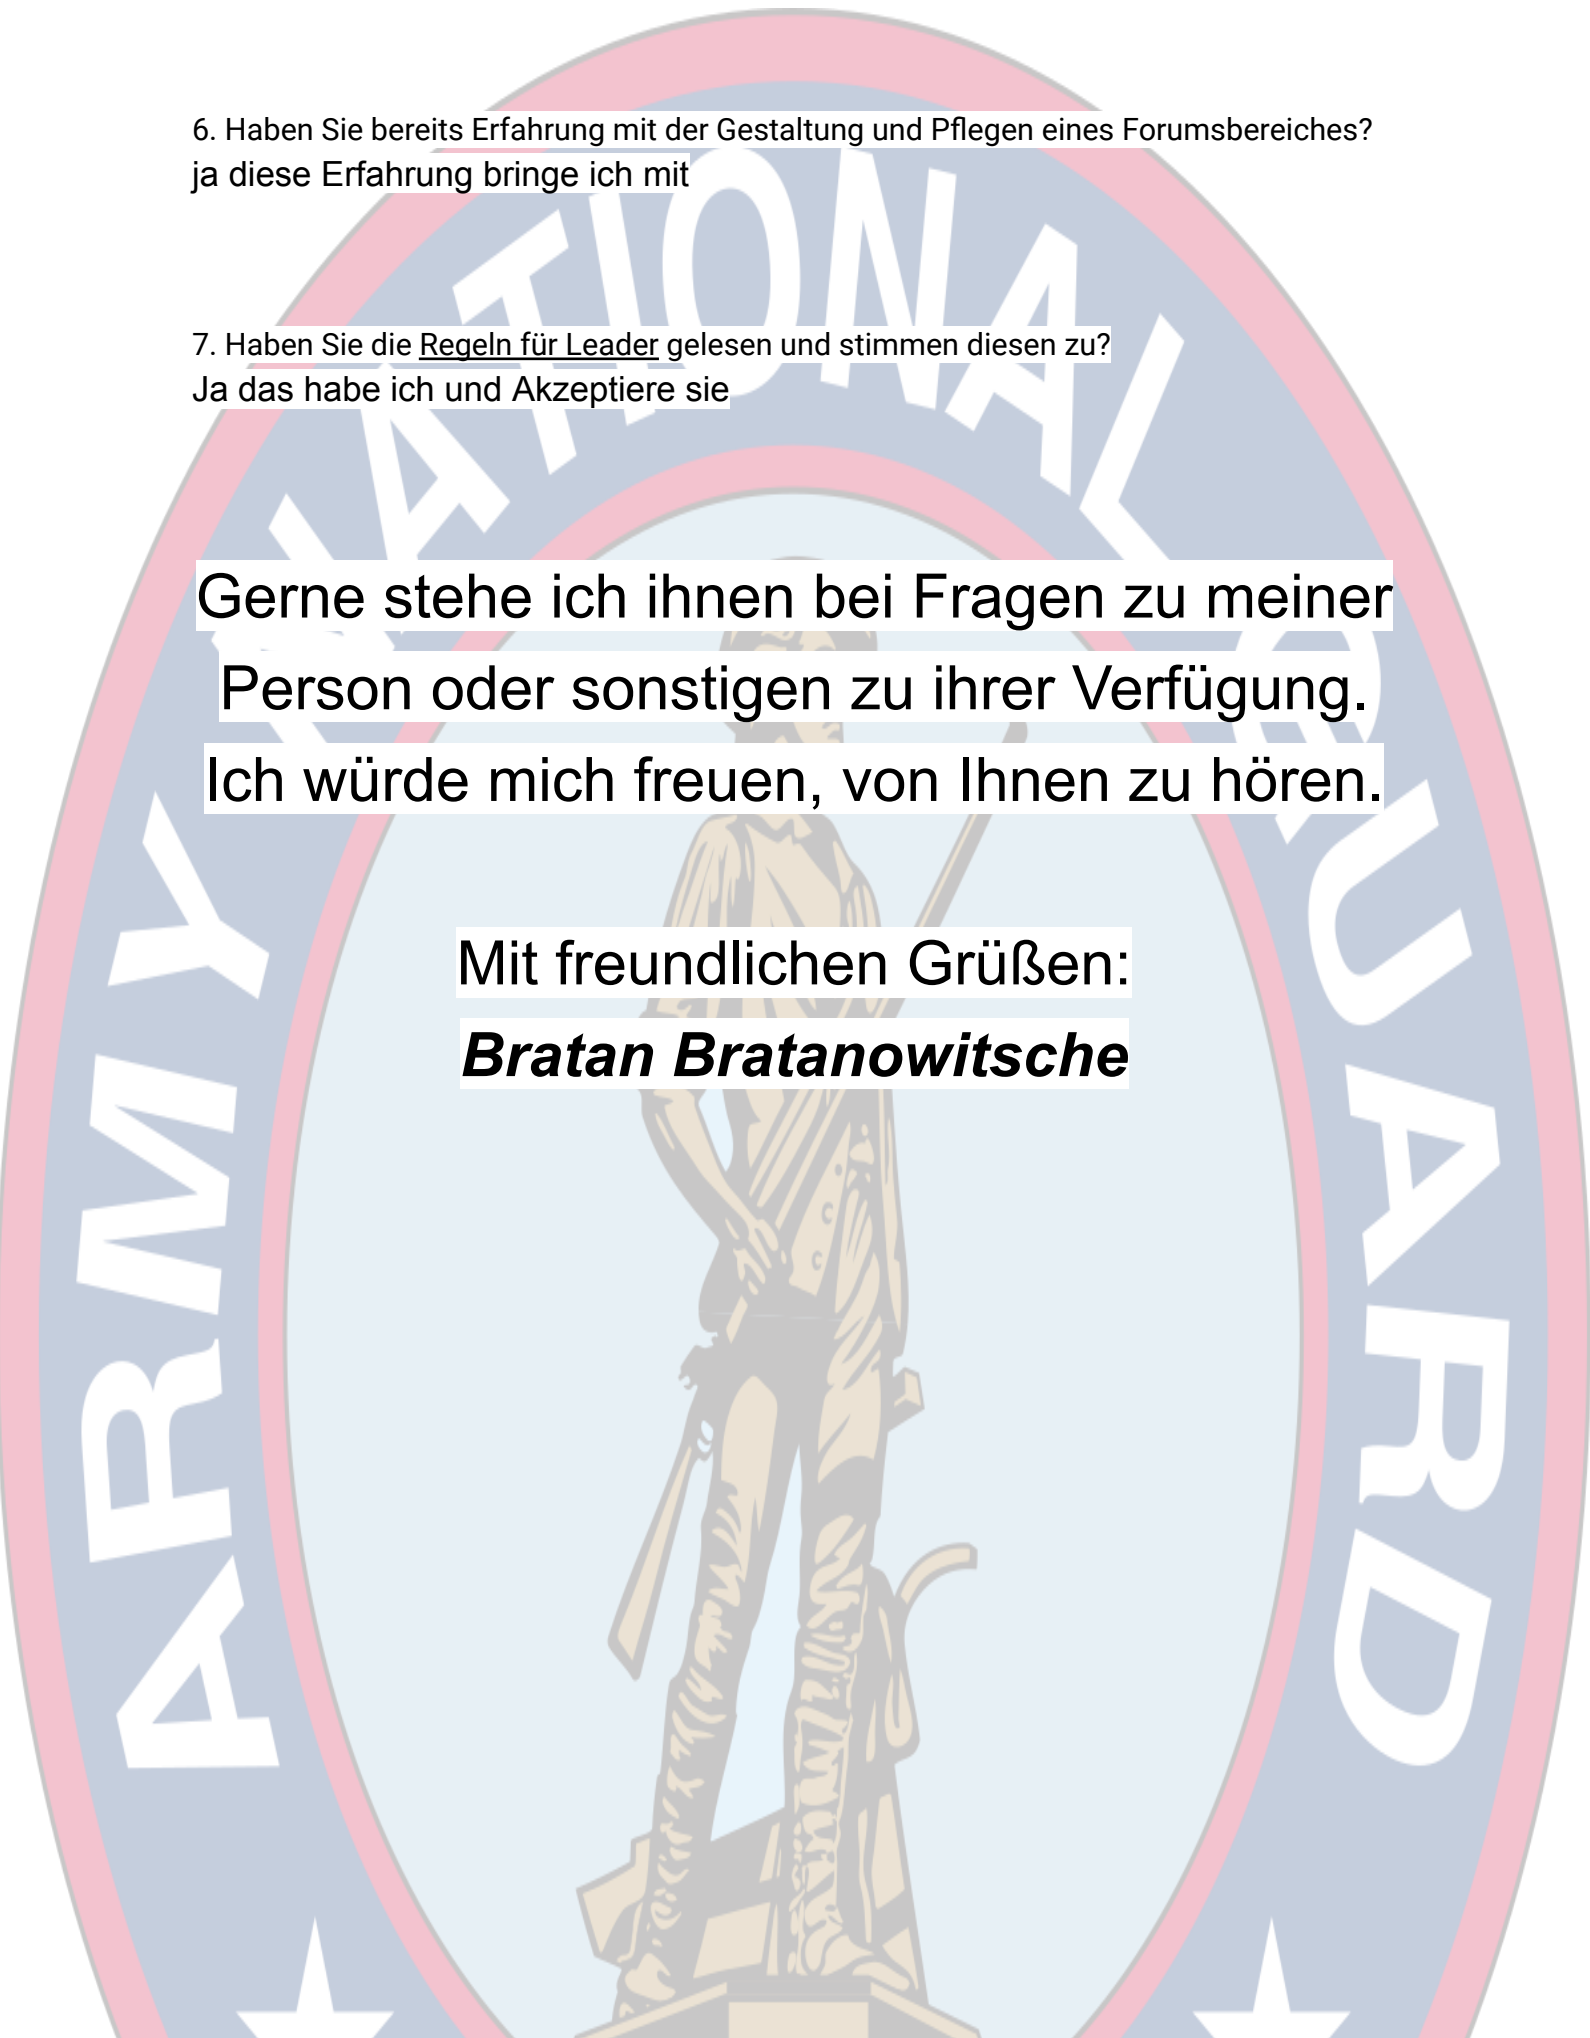 6. Haben Sie bereits Erfahrung mit der Gestaltung und Pflegen eines Forumsbereiches?
ja diese Erfahrung bringe ich mit
7. Haben Sie die Regeln für Leader gelesen und stimmen diesen zu?
Ja das habe ich und Akzeptiere sie
Gerne stehe ich ihnen bei Fragen zu meiner
Person oder sonstigen zu ihrer Verfügung.
Ich würde mich freuen, von Ihnen zu hören.
Mit freundlichen Grüßen:
Bratan Bratanowitsche
ARMY NATIONAL GUARD